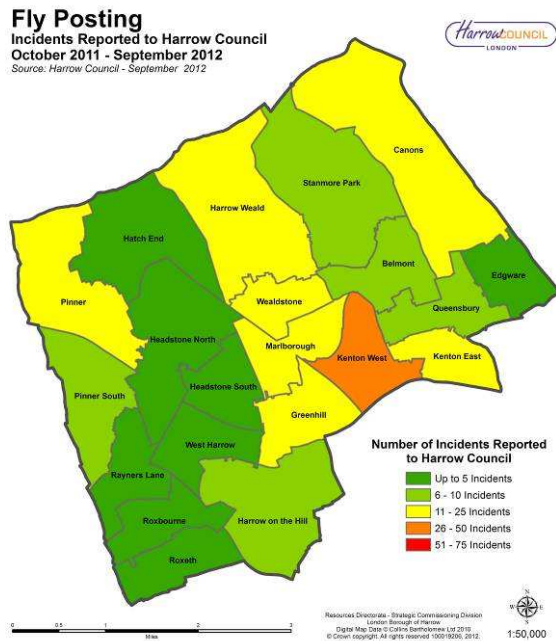 Fly Posting
Incidents Reported to Harrow Council
October 2011 - September 2012
Source: Harrow Council - September 2012
HarrowCOUNCIL
LONDON
Canons
Stanmore Park
Harrow Weald
Hatch End
Belmont
Edgware
Pinner
Wealdstone
Queensbury
Headstone North
Marlborough
Kenton West
Kenton East
Pinner South
Headstone South
Greenhill
West Harrow
Rayners Lane
Roxbourne
Harrow on the Hill
Roxeth
Number of Incidents Reported
to Harrow Council
Up to 5 Incidents
6 - 10 Incidents
11 - 25 Incidents
26 - 50 Incidents
51 - 75 Incidents
N
W
E
S
0
0.5
1
2
3
Miles
Resources Directorate - Strategic Commissioning Division
London Borough of Harrow
Digital Map Data © Collins Bartholomew Ltd 2010
© Crown copyright. All rights reserved 100019206, 2012.
1:50,000